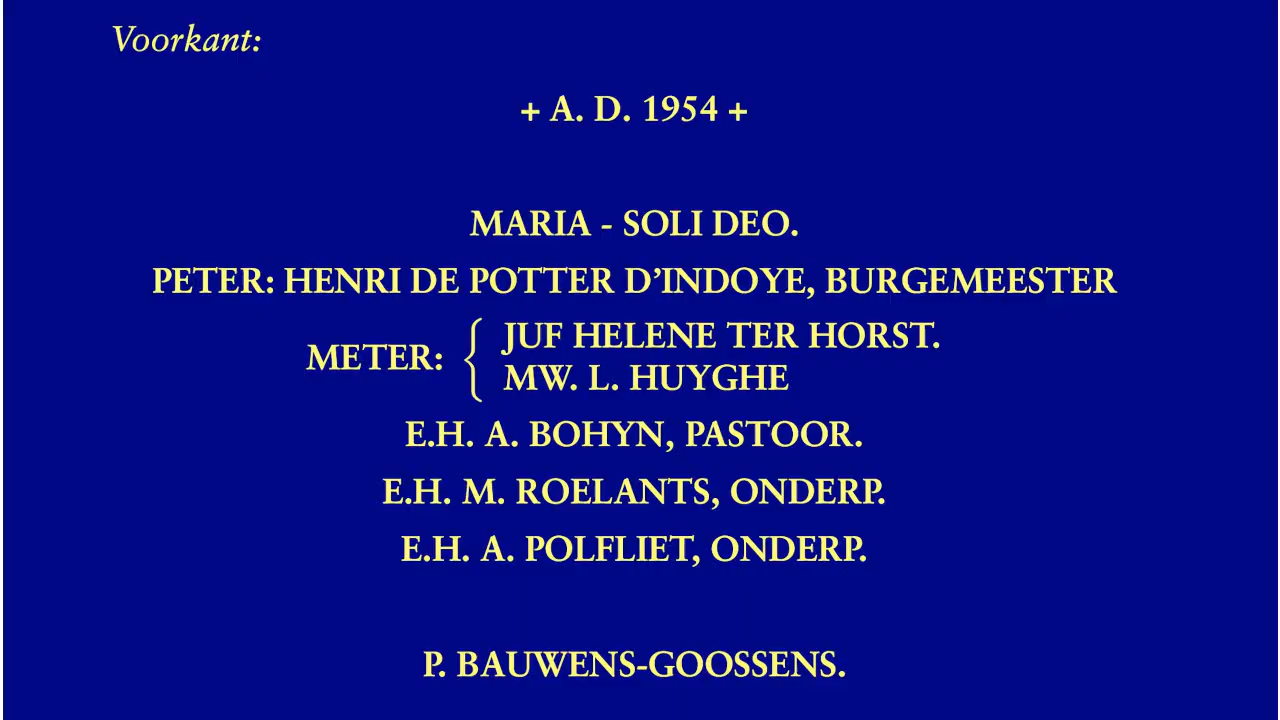 Voorkant:
+ A. D. 1954 +
MARIA - SOLI DEO.
PETER: HENRI DE POTTER D’INDOYE, BURGEMEESTER
METER: { JUF HELENE TER HORST.
MW. L. HUYGHE
E.H. A. BOHYN, PASTOOR.
E.H. M. ROELANTS, ONDERP.
E.H. A. POLFLIET, ONDERP.
P. BAUWENS-GOOSSENS.